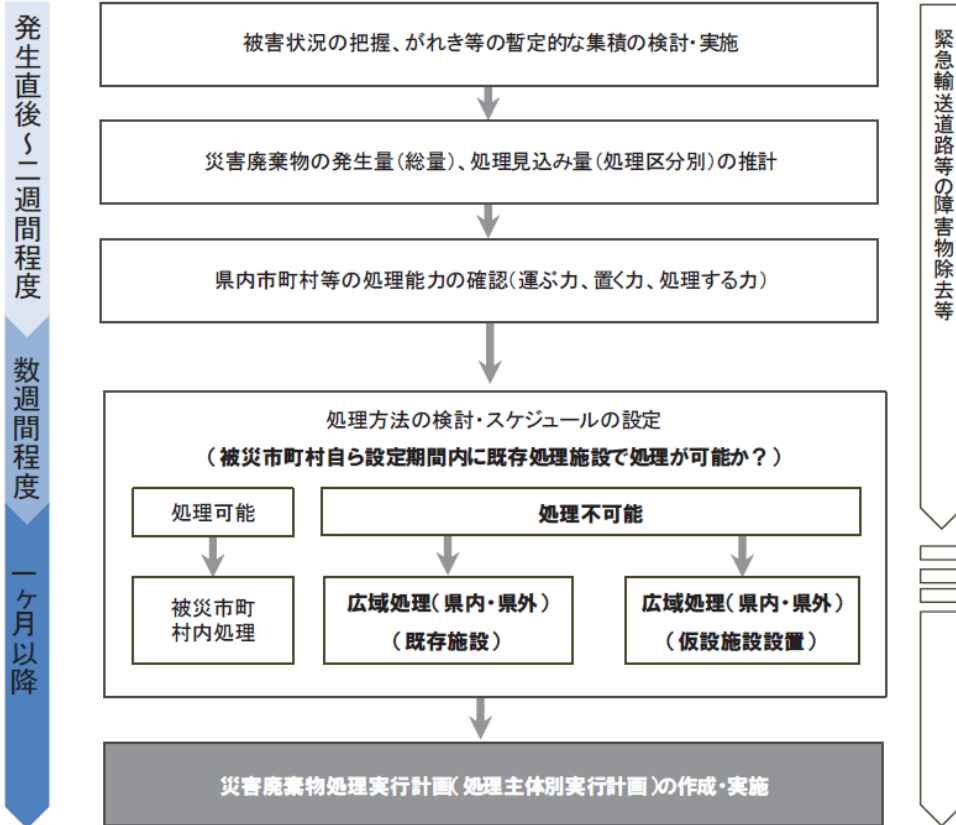 発生直後～二週間程度
数週間程度
一ヶ月以降
被害状況の把握、がれき等の暫定的な集積の検討・実施
災害廃棄物の発生量(総量)、処理見込み量(処理区分別)の推計
県内市町村等の処理能力の確認(運ぶ力、置く力、処理する力)
処理方法の検討・スケジュールの設定
(被災市町村自ら設定期間内に既存処理施設で処理が可能か？)
処理可能
処理不可能
被災市町
村内処理
広域処理(県内・県外)
(既存施設)
広域処理(県内・県外)
(仮設施設設置)
災害廃棄物処理実行計画(処理主体別実行計画)の作成・実施
緊急輸送道路等の障害物除去等